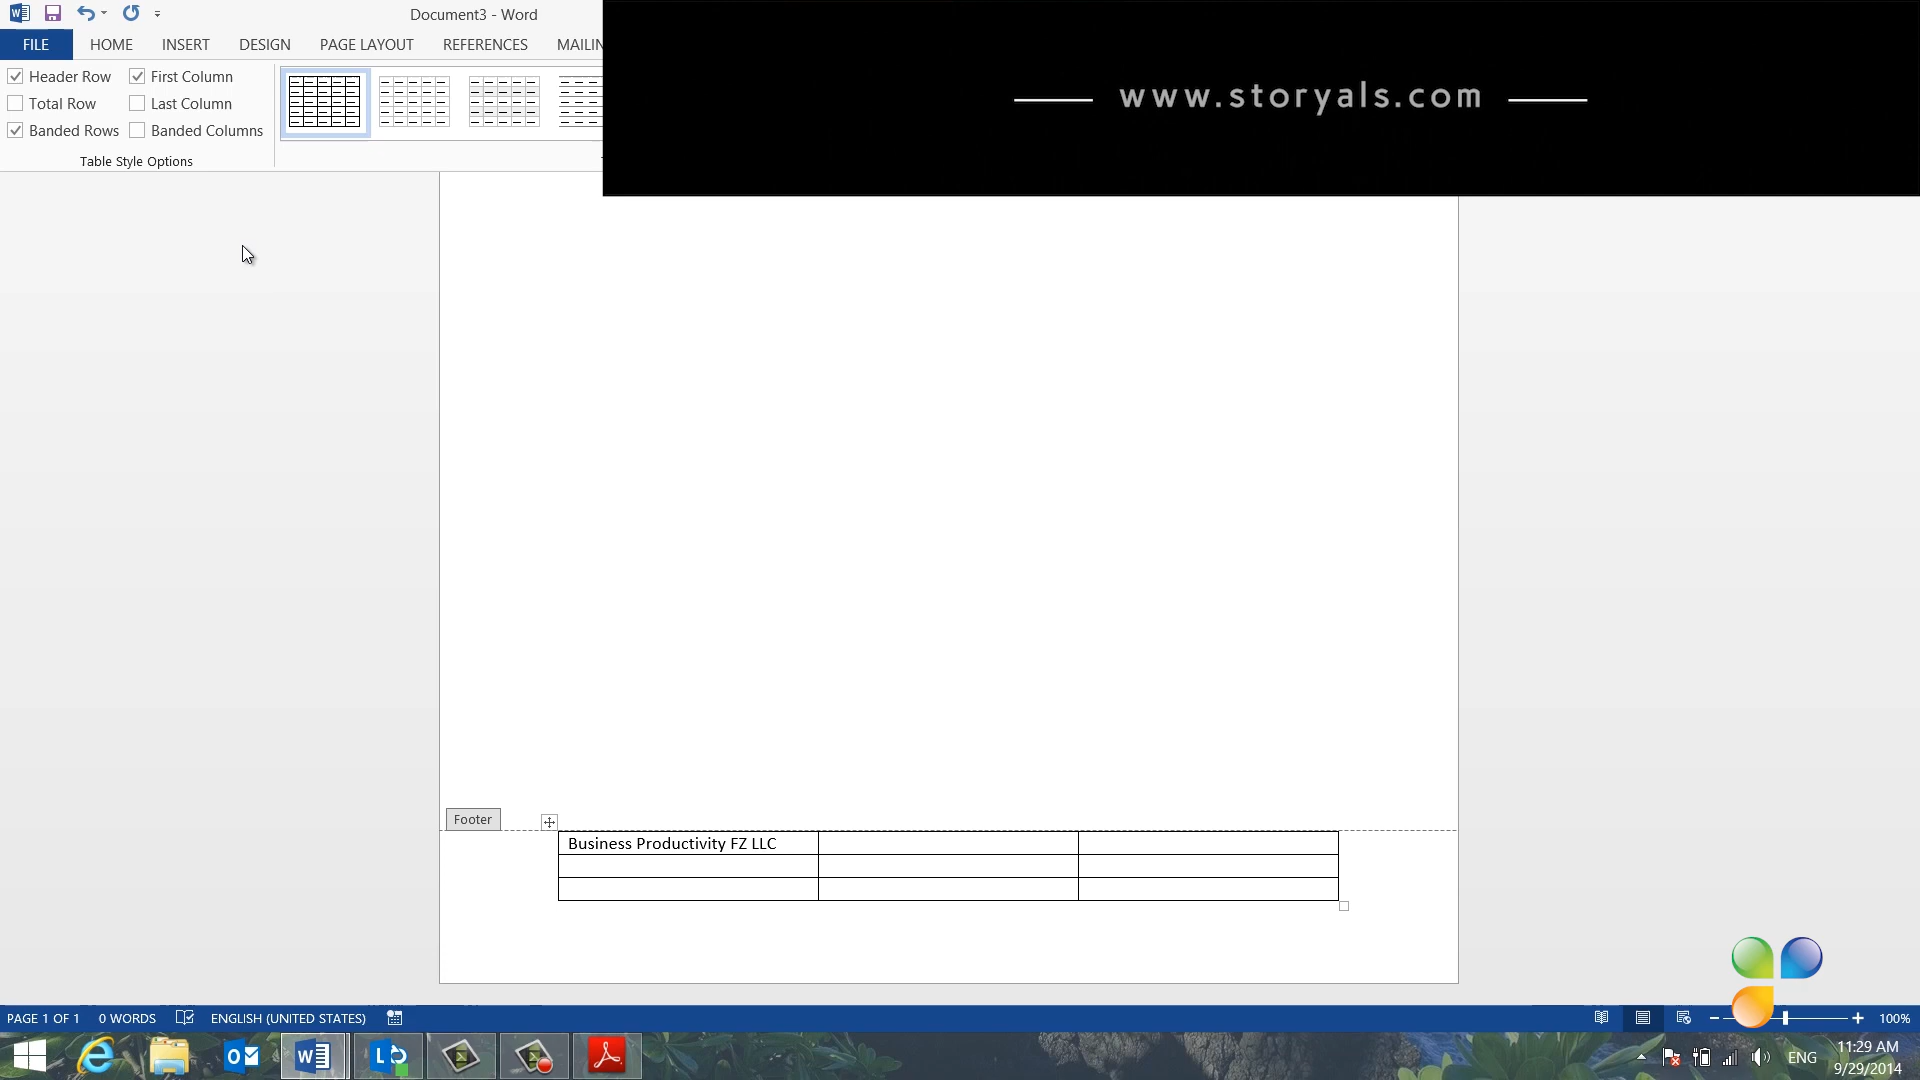 Document3 - Word
FILE HOME INSERT DESIGN PAGE LAYOUT REFERENCES MAILIN
www.storyals.com
Header Row First Column
Total Row Last Column
Banded Rows Banded Columns
Table Style Options
Footer
Business Productivity FZ LLC
PAGE 1 OF 1 0 WORDS ENGLISH (UNITED STATES) 100%
ENG 11:29 AM
9/29/2014